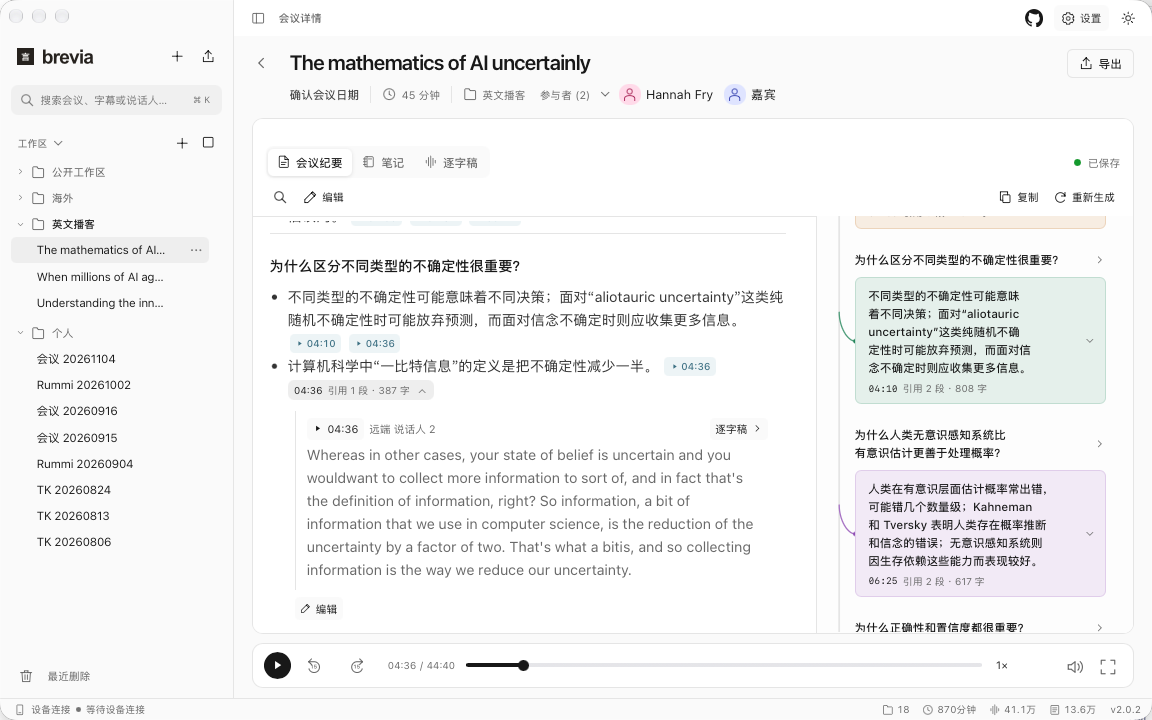 会议详情
设置
brevia
The mathematics of AI uncertainly
导出
确认会议日期
45 分钟
英文播客
参与者 (2)
Hannah Fry
嘉宾
搜索会议、字幕或说话人...
⌘ K
工作区
公开工作区
海外
英文播客
The mathematics of AI...
When millions of AI ag...
Understanding the inn...
个人
会议 20261104
Rummi 20261002
会议 20260916
会议 20260915
Rummi 20260904
TK 20260824
TK 20260813
TK 20260806
最近删除
会议纪要
笔记
逐字稿
已保存
编辑
复制
重新生成
为什么区分不同类型的不确定性很重要?
不同类型的不确定性可能意味着不同决策；面对“aliotauric uncertainty”这类纯
随机不确定性时可能放弃预测，而面对信念不确定时则应收集更多信息。
04:10
04:36
计算机科学中“一比特信息”的定义是把不确定性减少一半。
04:36
04:36 引用 1 段 · 387 字
04:36 远端 说话人 2
逐字稿
Whereas in other cases, your state of belief is uncertain and you
wouldwant to collect more information to sort of, and in fact that's
the definition of information, right? So information, a bit of
information that we use in computer science, is the reduction of the
uncertainty by a factor of two. That's what a bitis, and so collecting
information is the way we reduce our uncertainty.
编辑
为什么区分不同类型的不确定性很重要?
不同类型的不确定性可能意味
着不同决策；面对“aliotauric
uncertainty”这类纯随机不确
定性时可能放弃预测，而面对信
念不确定时则应收集更多信息。
04:10 引用 2 段 · 808 字
为什么人类无意识感知系统比
有意识估计更善于处理概率?
人类在有意识层面估计概率常出错，
可能错几个数量级；Kahneman
和 Tversky 表明人类存在概率推断
和信念的错误；无意识感知系统则
因生存依赖这些能力而表现较好。
06:25 引用 2 段 · 617 字
为什么正确性和置信度都很重要?
15
15
04:36 / 44:40
1×
设备连接 ● 等待设备连接
18
870分钟
41.1万
13.6万
v2.0.2